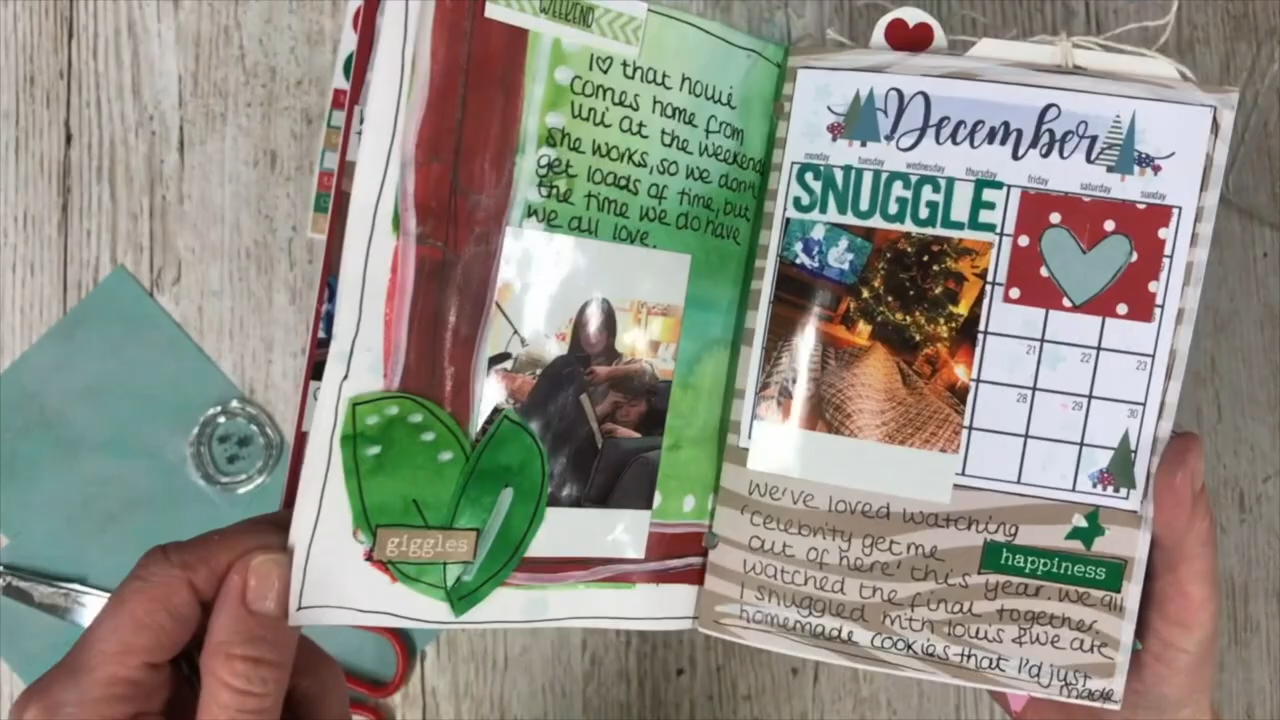 WEEKEND
I♡ that
comes home from
uni at the weekend
she works, so we don't
get loads of time, but
the time we do have
we all love.
giggles
December
monday tuesday wednesday thursday friday saturday sunday
SNUGGLE
21 22 23
28 29 30
We've loved watching
'celebrity get me
out of here' this year. We all
watched the final together.
I snuggled with louis & we ate
homemade cookies that I'd just
made.
happiness